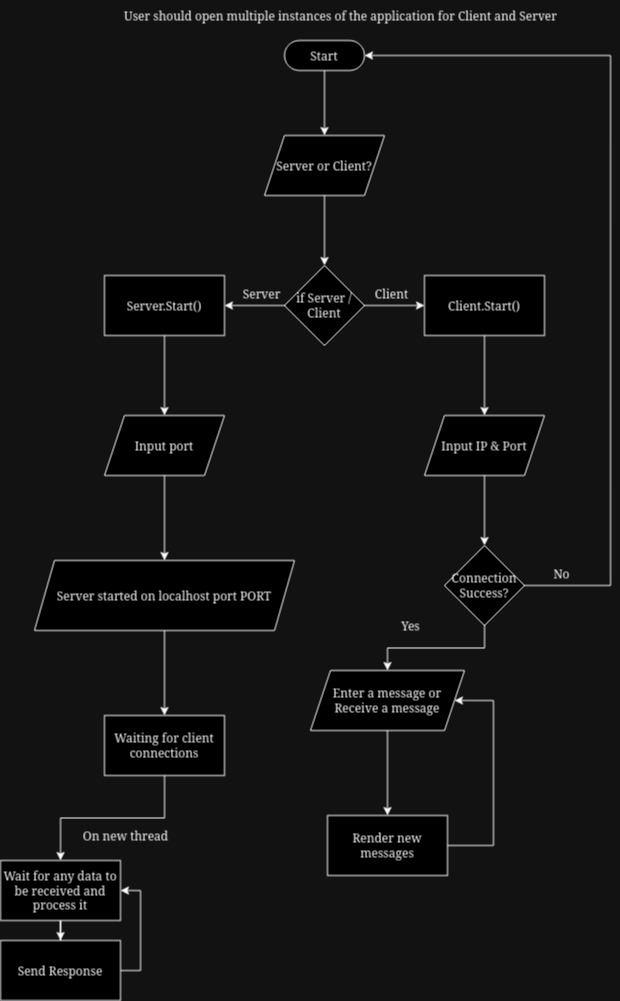 User should open multiple instances of the application for Client and Server
Start
Server or Client?
if Server /
Client
Server
Client
Server.Start()
Client.Start()
Input port
Input IP & Port
Connection
Success?
No
Yes
Server started on localhost port PORT
Enter a message or
Receive a message
Waiting for client
connections
Render new
messages
On new thread
Wait for any data to
be received and
process it
Send Response